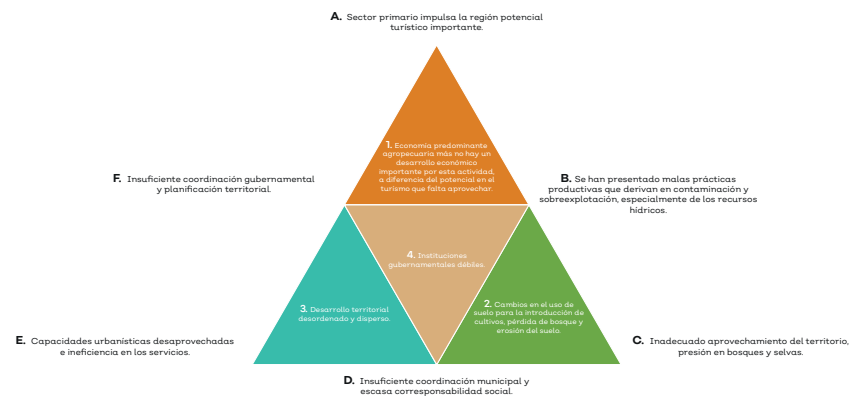 A. Sector primario impulsa la región potencial
turístico importante.
1. Economía predominante
agropecuaria más no hay un
desarrollo económico
importante por esta actividad,
a diferencia del potencial en el
turismo que falta aprovechar.
F. Insuficiente coordinación gubernamental
y planificación territorial.
B. Se han presentado malas prácticas
productivas que derivan en contaminación y
sobreexplotación, especialmente de los recursos
hídricos.
4. Instituciones
gubernamentales débiles.
3. Desarrollo territorial
desordenado y disperso.
2. Cambios en el uso de
suelo para la introducción de
cultivos, pérdida de bosque y
erosión del suelo.
E. Capacidades urbanísticas desaprovechadas
e ineficiencia en los servicios.
C. Inadecuado aprovechamiento del territorio,
presión en bosques y selvas.
D. Insuficiente coordinación municipal y
escasa corresponsabilidad social.